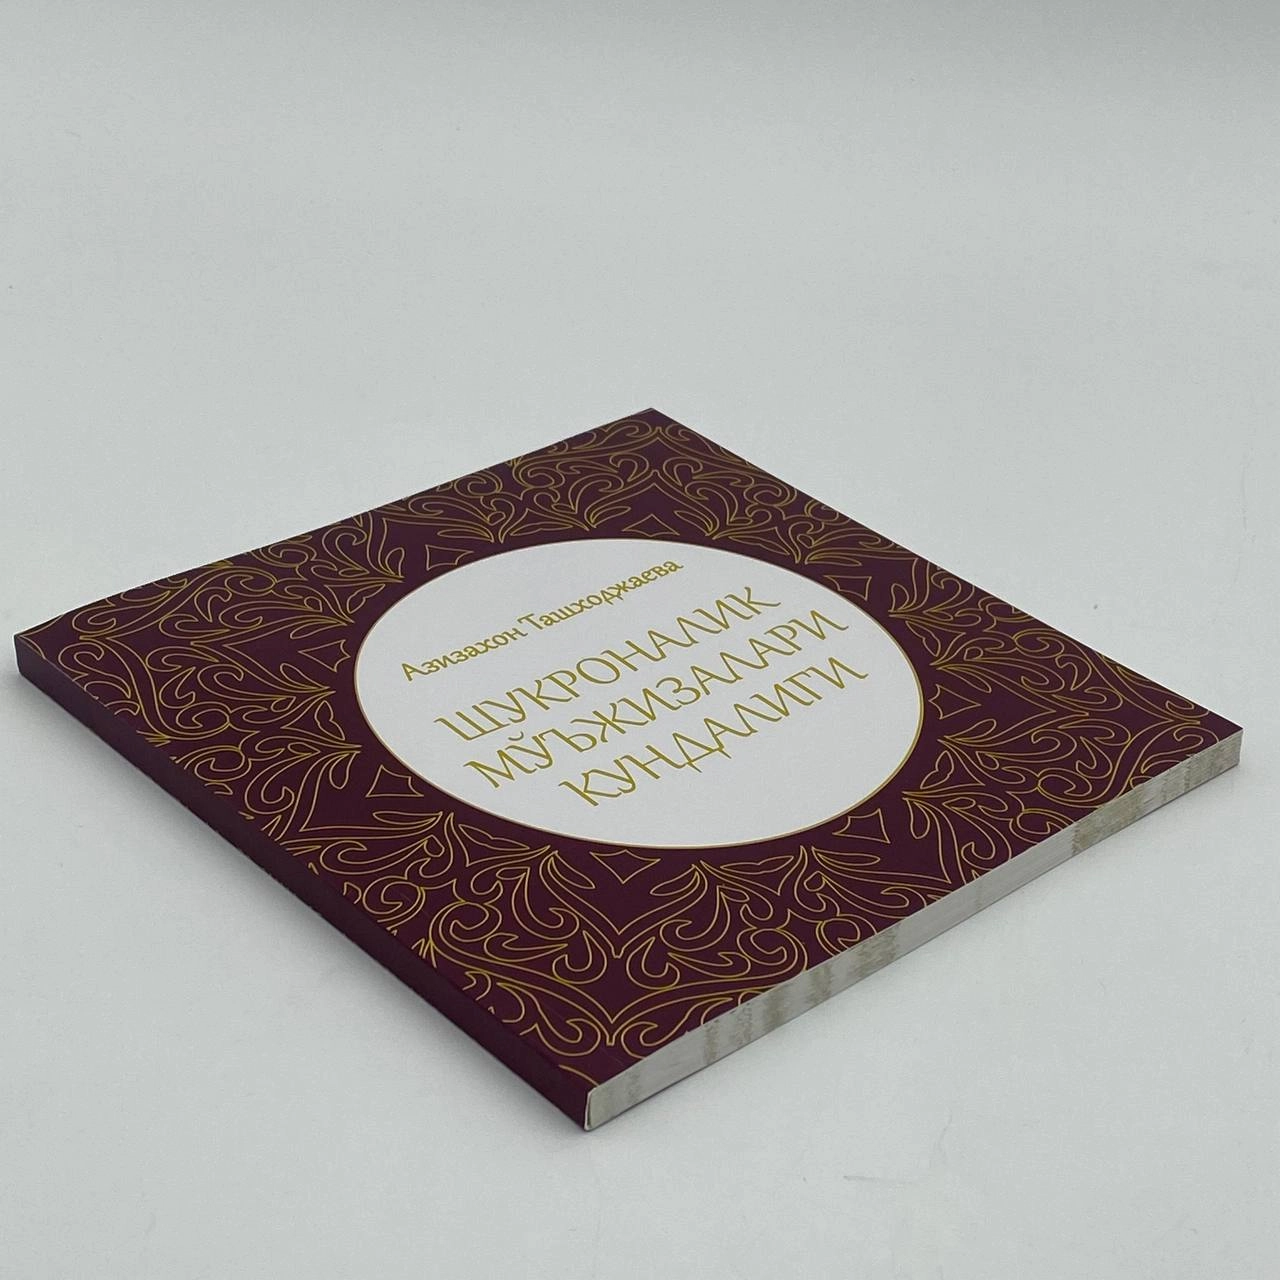 Азизахон Ташходжаева
ШУКРОНАЛИК
МЎЪЖИЗАЛАРИ
КУНДАЛИГИ